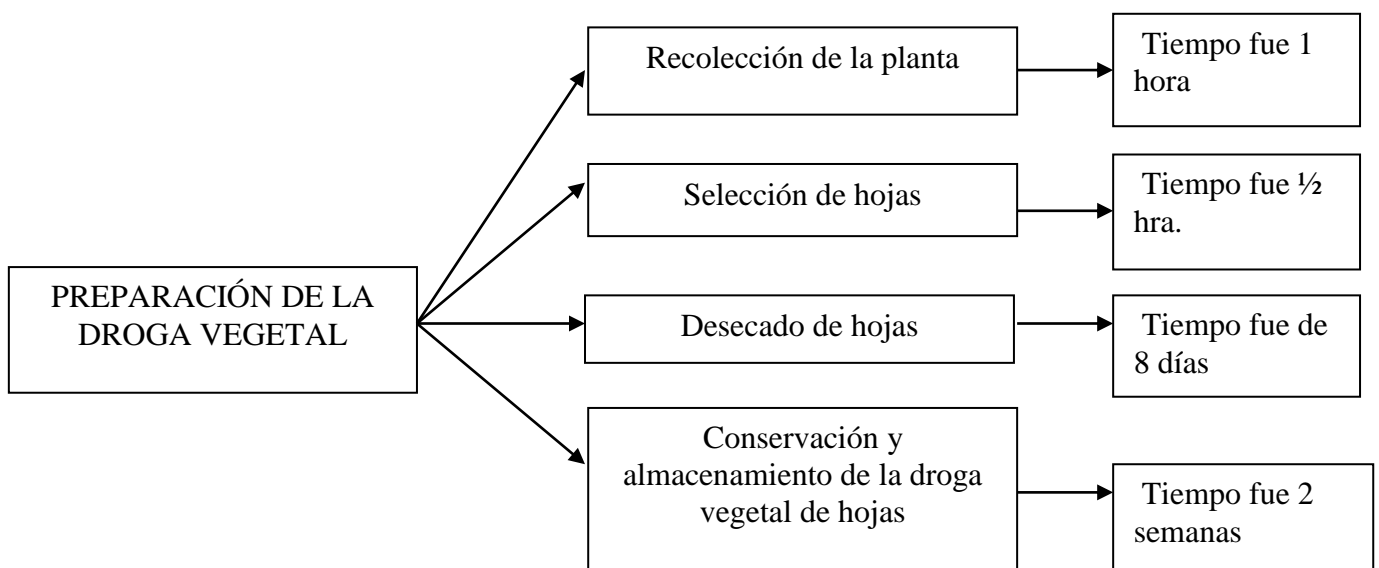 Recolección de la planta
Tiempo fue 1
hora
Selección de hojas
Tiempo fue ½
hra.
PREPARACIÓN DE LA
DROGA VEGETAL
Desecado de hojas
Tiempo fue de
8 días
Conservación y
almacenamiento de la droga
vegetal de hojas
Tiempo fue 2
semanas